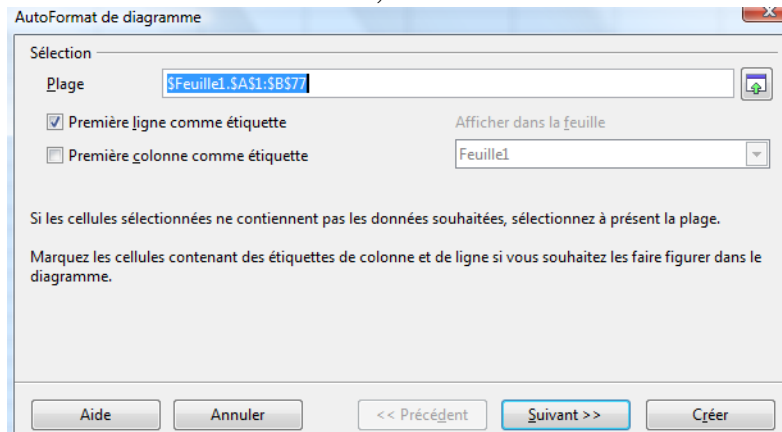 AutoFormat de diagramme
Sélection
Plage $Feuille1.$A$1:$B$77
Première ligne comme étiquette Afficher dans la feuille
Première colonne comme étiquette Feuille1
Si les cellules sélectionnées ne contiennent pas les données souhaitées, sélectionnez à présent la plage.
Marquez les cellules contenant des étiquettes de colonne et de ligne si vous souhaitez les faire figurer dans le
diagramme.
Aide Annuler << Précédent Suivant >> Créer